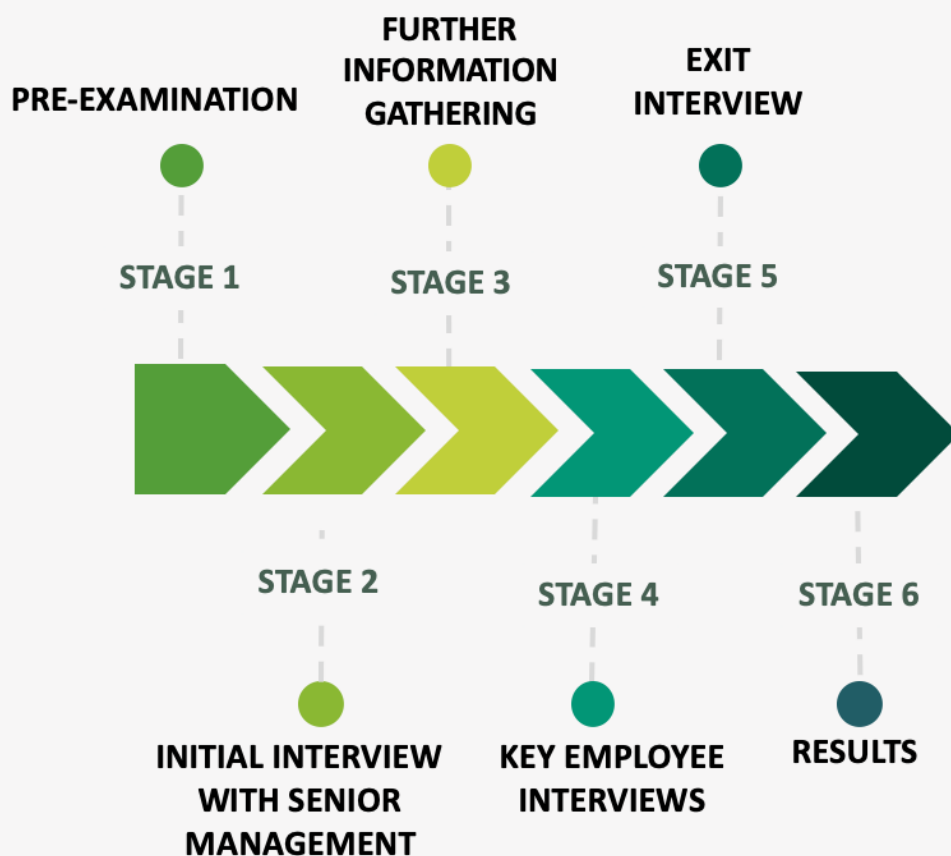 PRE-EXAMINATION
STAGE 1
INITIAL INTERVIEW
WITH SENIOR
MANAGEMENT
STAGE 2
FURTHER
INFORMATION
GATHERING
STAGE 3
KEY EMPLOYEE
INTERVIEWS
STAGE 4
EXIT
INTERVIEW
STAGE 5
RESULTS
STAGE 6